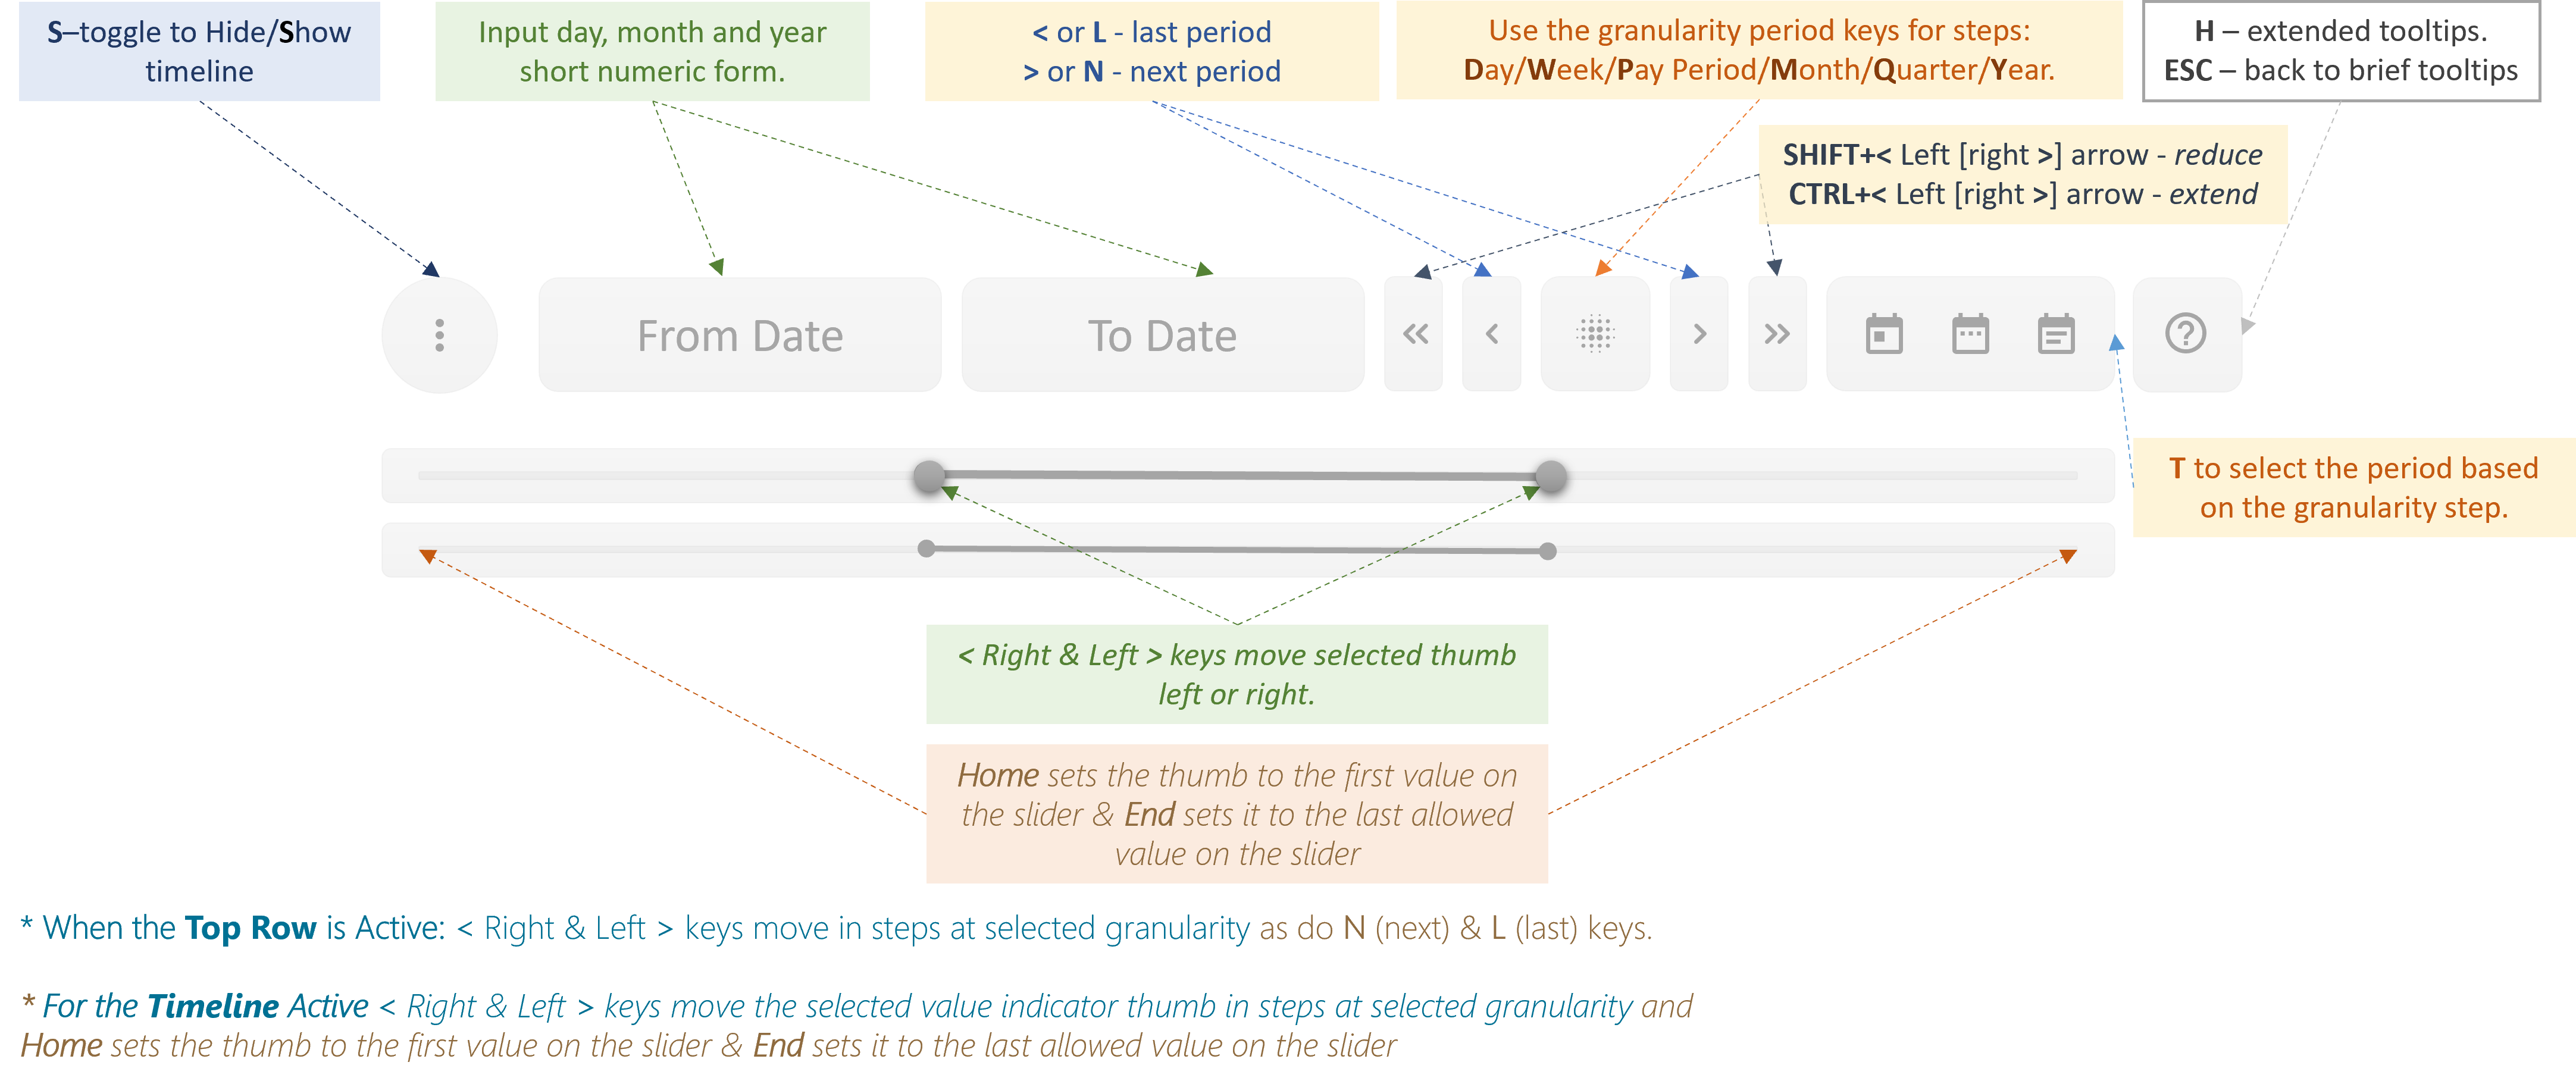 S–toggle to Hide/Show
timeline
Input day, month and year
short numeric form.
< or L - last period
> or N - next period
Use the granularity period keys for steps:
Day/Week/Pay Period/Month/Quarter/Year.
H – extended tooltips.
ESC – back to brief tooltips
SHIFT+< Left [right >] arrow - reduce
CTRL+< Left [right >] arrow - extend
From Date
To Date
T to select the period based
on the granularity step.
< Right & Left > keys move selected thumb
left or right.
Home sets the thumb to the first value on
the slider & End sets it to the last allowed
value on the slider
* When the Top Row is Active: < Right & Left > keys move in steps at selected granularity as do N (next) & L (last) keys.
* For the Timeline Active < Right & Left > keys move the selected value indicator thumb in steps at selected granularity and
Home sets the thumb to the first value on the slider & End sets it to the last allowed value on the slider